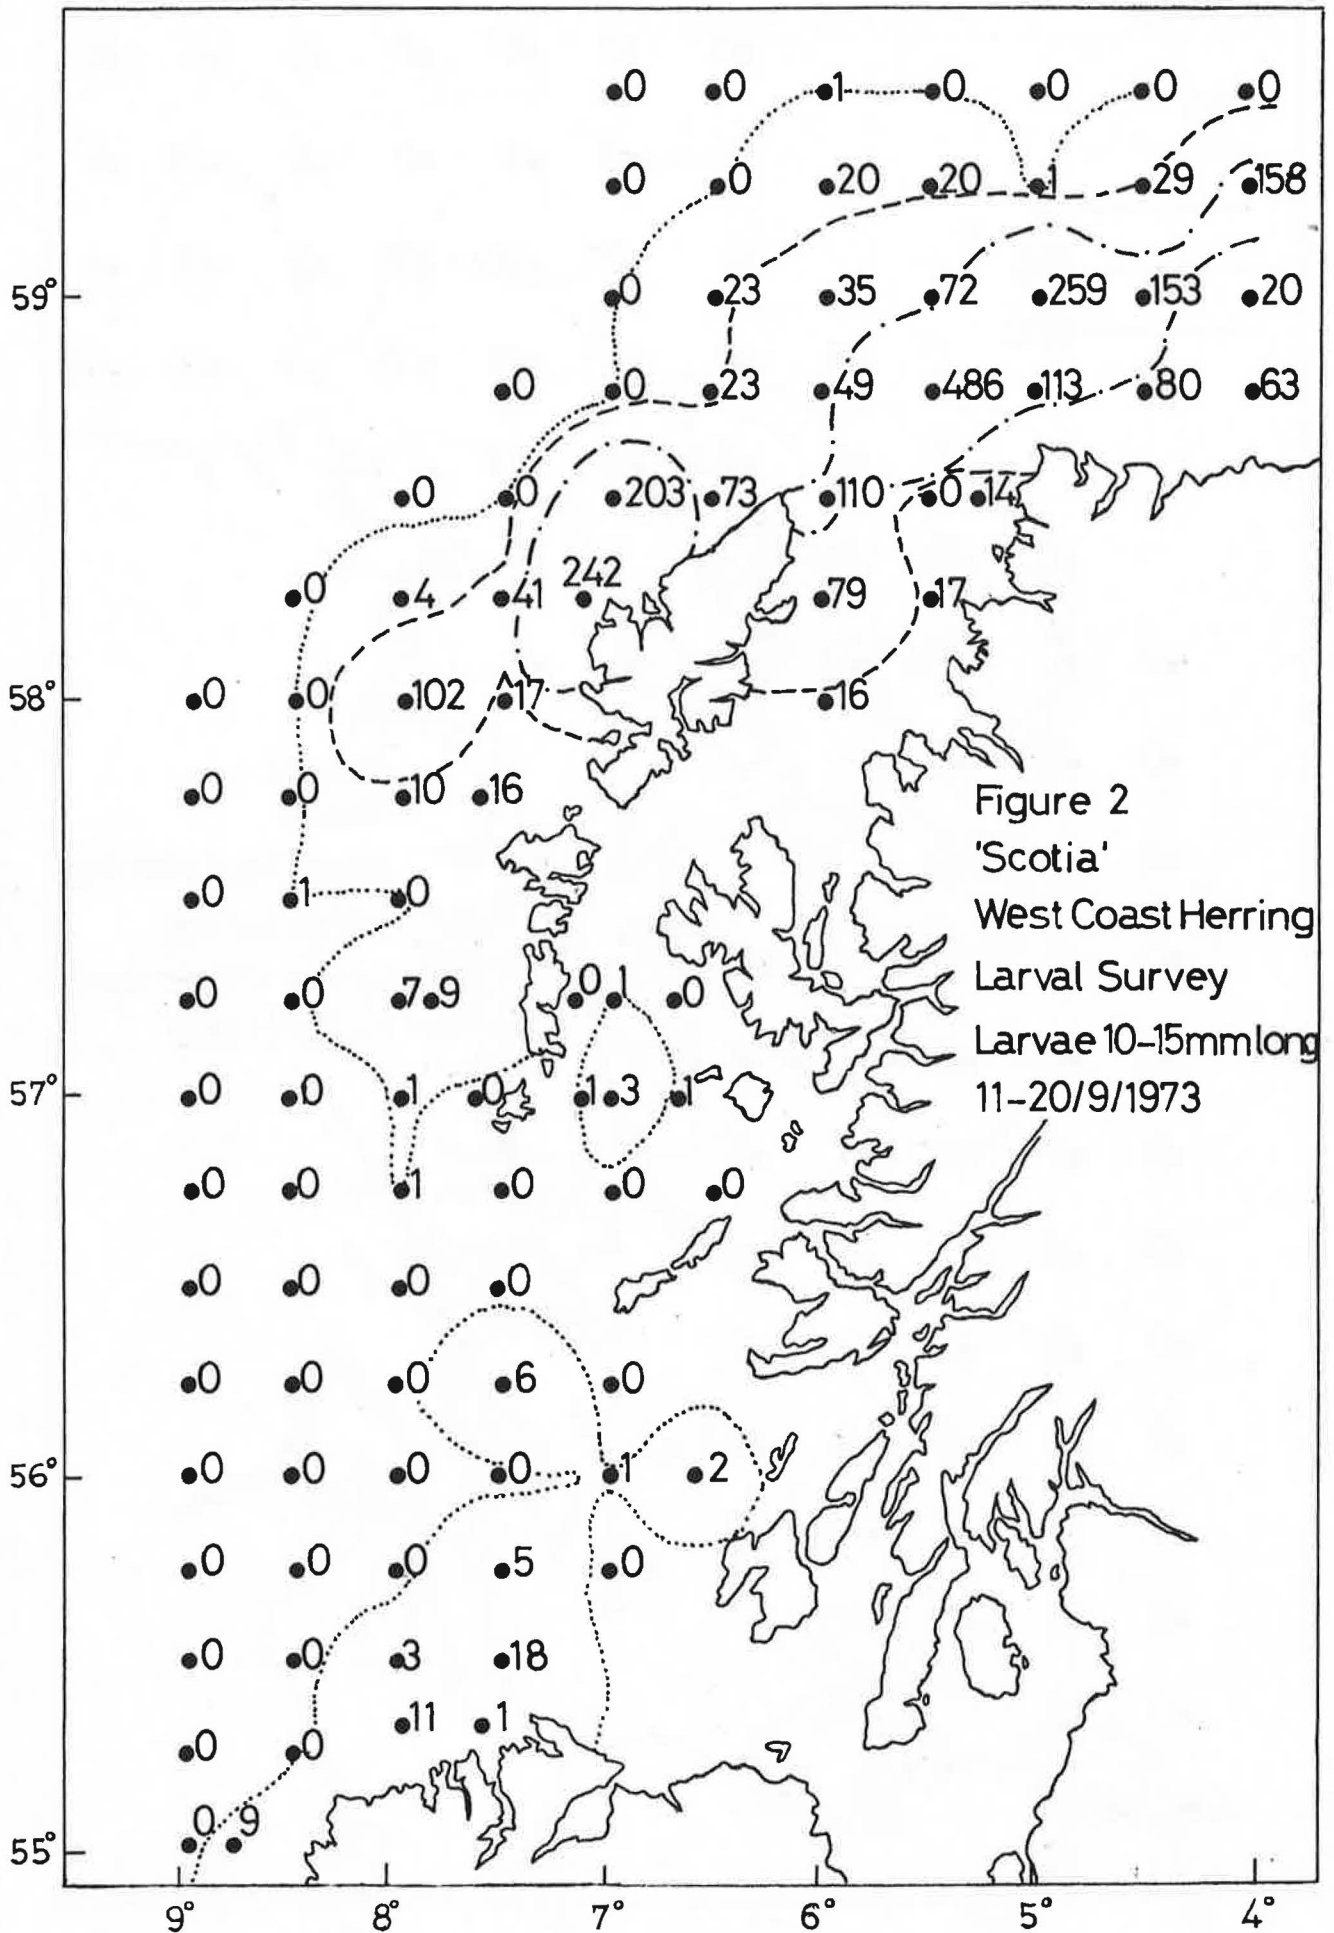 0 0 1 0 0 0 0
0 0 20 20 1 29 158
59° 0 23 35 72 259 153 20
0 0 23 49 486 113 80 63
0 0 203 73 110 0 14
0 4 41 242 79 17
58° 0 0 102 17 16
0 0 10 16
Figure 2
'Scotia'
0 1 0
West Coast Herring
Larval Survey
0 0 7 9 0 1 0
Larvae 10-15mm long
57° 0 0 1 0 1 3 1
11-20/9/1973
0 0 1 0 0 0
0 0 0 0
0 0 0 6 0
56° 0 0 0 0 1 2
0 0 0 5 0
0 0 3 18
11 1
0 0
0 9
55°
9° 8° 7° 6° 5° 4°